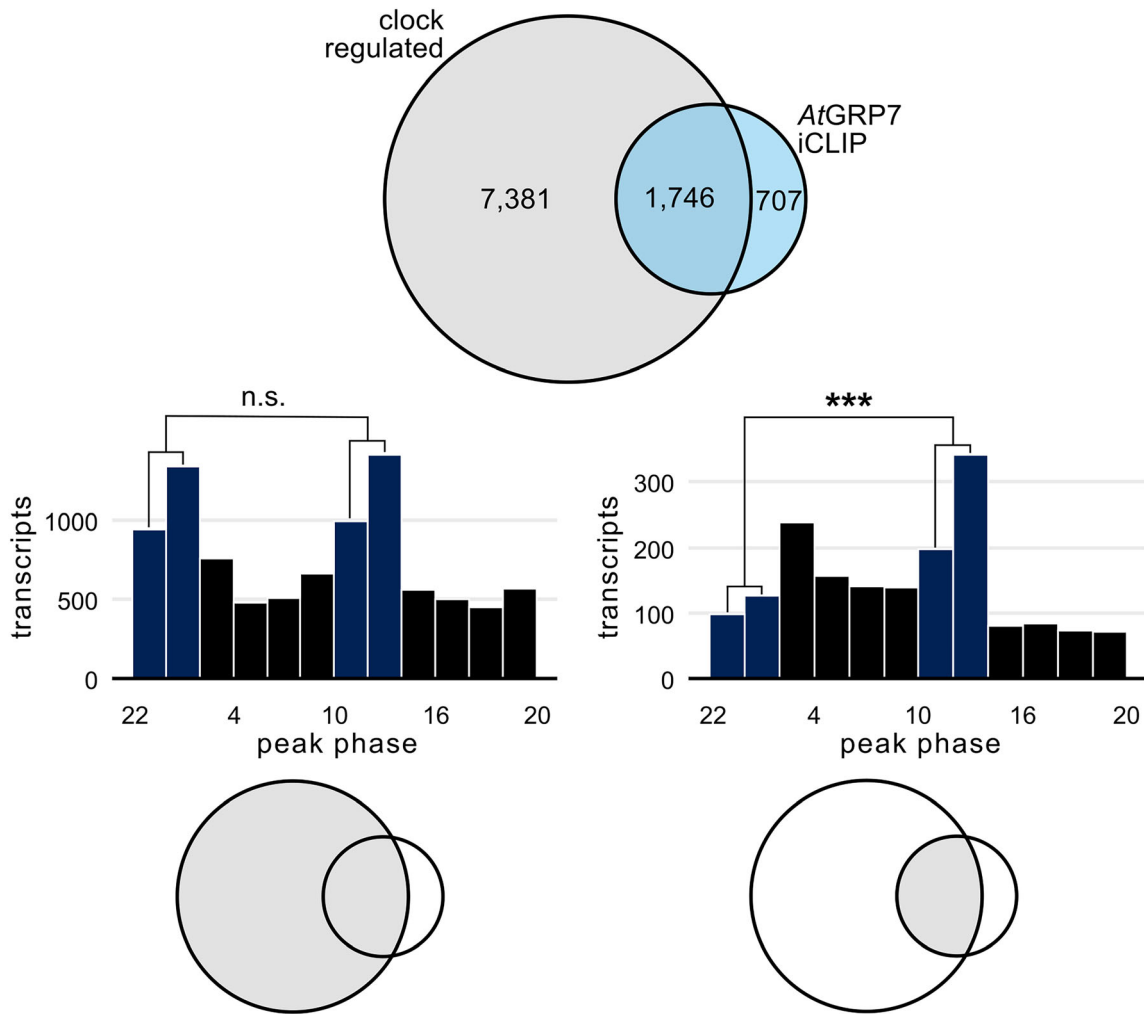 clock
regulated
AtGRP7
iCLIP
7,381
1,746
707
n.s.
1000
500
0
transcripts
22
4
10
16
20
peak phase
***
300
200
100
0
transcripts
22
4
10
16
20
peak phase